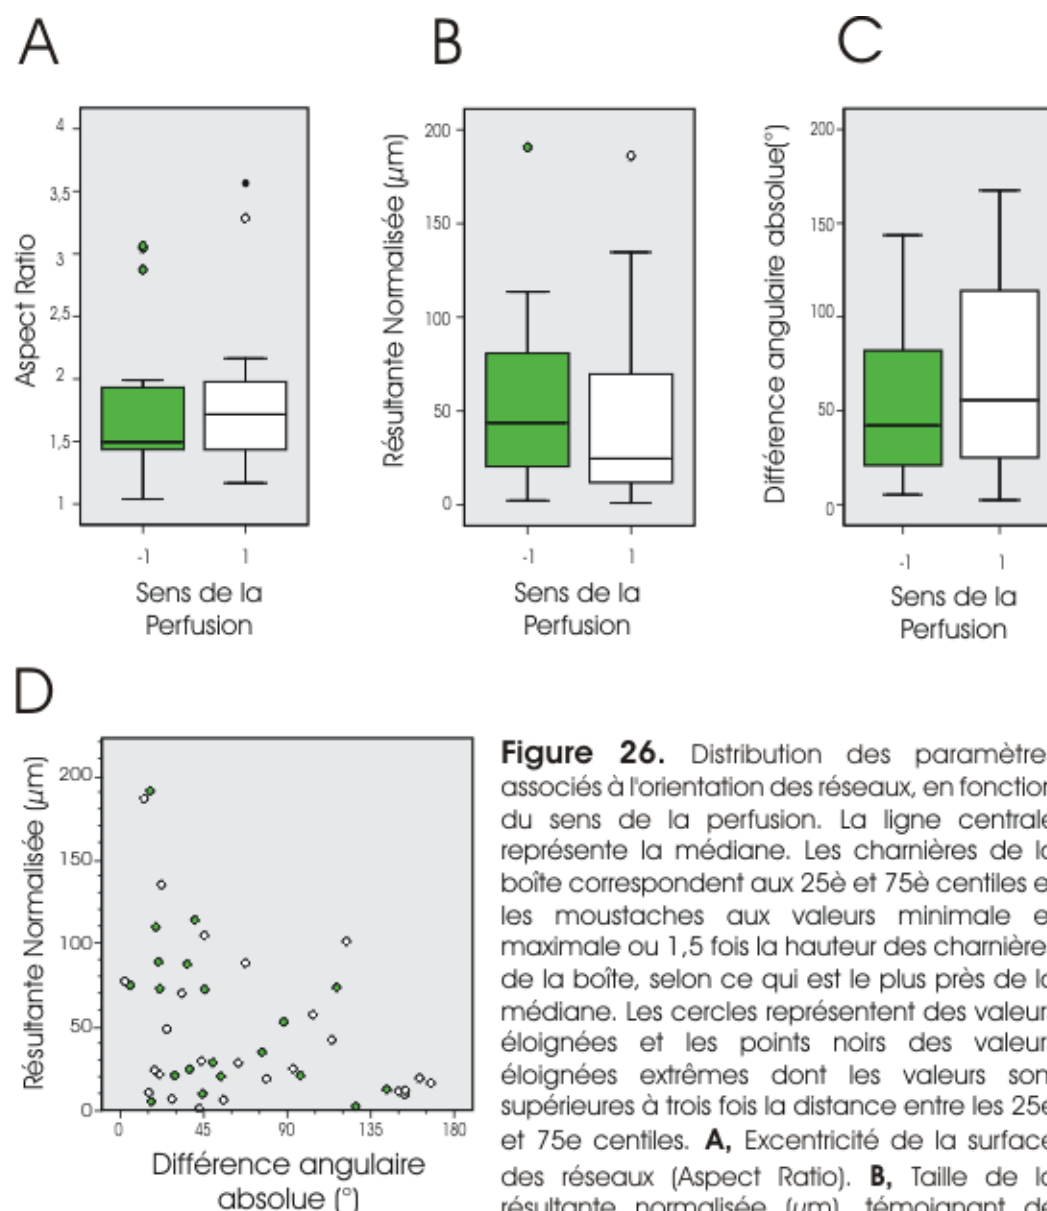 A
B
C
Aspect Ratio
4
3,5
3
2,5
2
1,5
1
-1
1
Sens de la
Perfusion
Résultante Normalisée (µm)
200
150
100
50
0
-1
1
Sens de la
Perfusion
Différence angulaire absolue(°)
200
150
100
50
0
-1
1
Sens de la
Perfusion
D
Résultante Normalisée (µm)
200
150
100
50
0
0
45
90
135
180
Différence angulaire
absolue (°)
Figure 26. Distribution des paramètre
associés à l'orientation des réseaux, en fonction
du sens de la perfusion. La ligne centrale
représente la médiane. Les charnières de la
boîte correspondent aux 25è et 75è centiles e
les moustaches aux valeurs minimale e
maximale ou 1,5 fois la hauteur des charnière
de la boîte, selon ce qui est le plus près de la
médiane. Les cercles représentent des valeur
éloignées et les points noirs des valeur
éloignées extrêmes dont les valeurs son
supérieures à trois fois la distance entre les 25e
et 75e centiles. A, Excentricité de la surface
des réseaux (Aspect Ratio). B, Taille de la
résultante normalisée (µm), témoignant de